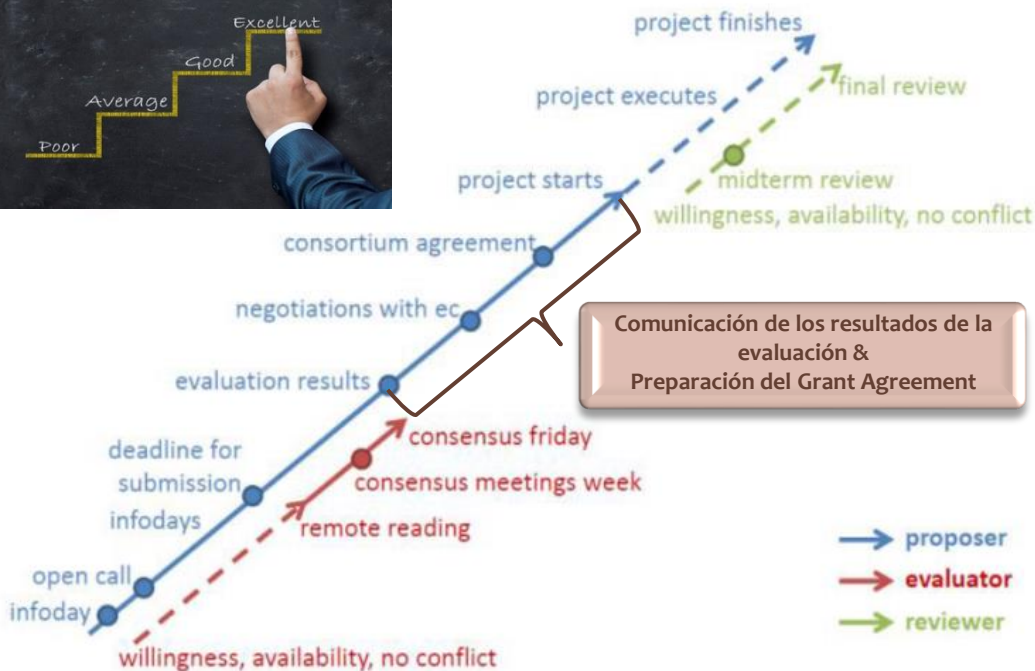 Excellent
Good
Average
Poor
project finishes
project executes
final review
project starts
midterm review
willingness, availability, no conflict
consortium agreement
negotiations with ec
Comunicación de los resultados de la
evaluación &
Preparación del Grant Agreement
evaluation results
consensus friday
deadline for
submission
consensus meetings week
infodays
remote reading
open call
infoday
willingness, availability, no conflict
proposer
evaluator
reviewer